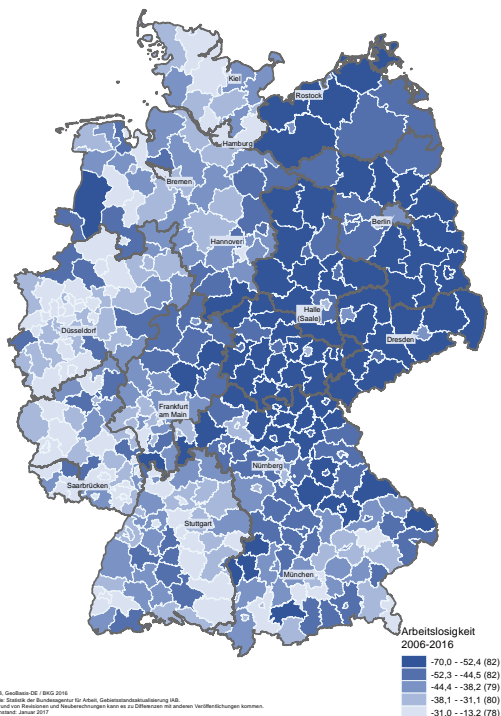 Kiel
Rostock
Hamburg
Bremen
Berlin
Hannover
Halle
(Saale)
Düsseldorf
Dresden
Frankfurt
am Main
Nürnberg
Saarbrücken
Stuttgart
München
Arbeitslosigkeit
2006-2016
-70,0 - -52,4 (82)
-52,3 - -44,5 (82)
-44,4 - -38,2 (79)
-38,1 - -31,1 (80)
-31,0 - -13,2 (78)
GeoBasis-DE / BKG 2016
Statistik der Bundesagentur für Arbeit, Gebietsstandsaktualisierung IAB.
und von Revisionen und Neuberechnungen kann es zu Differenzen mit anderen Veröffentlichungen kommen.
Januar 2017